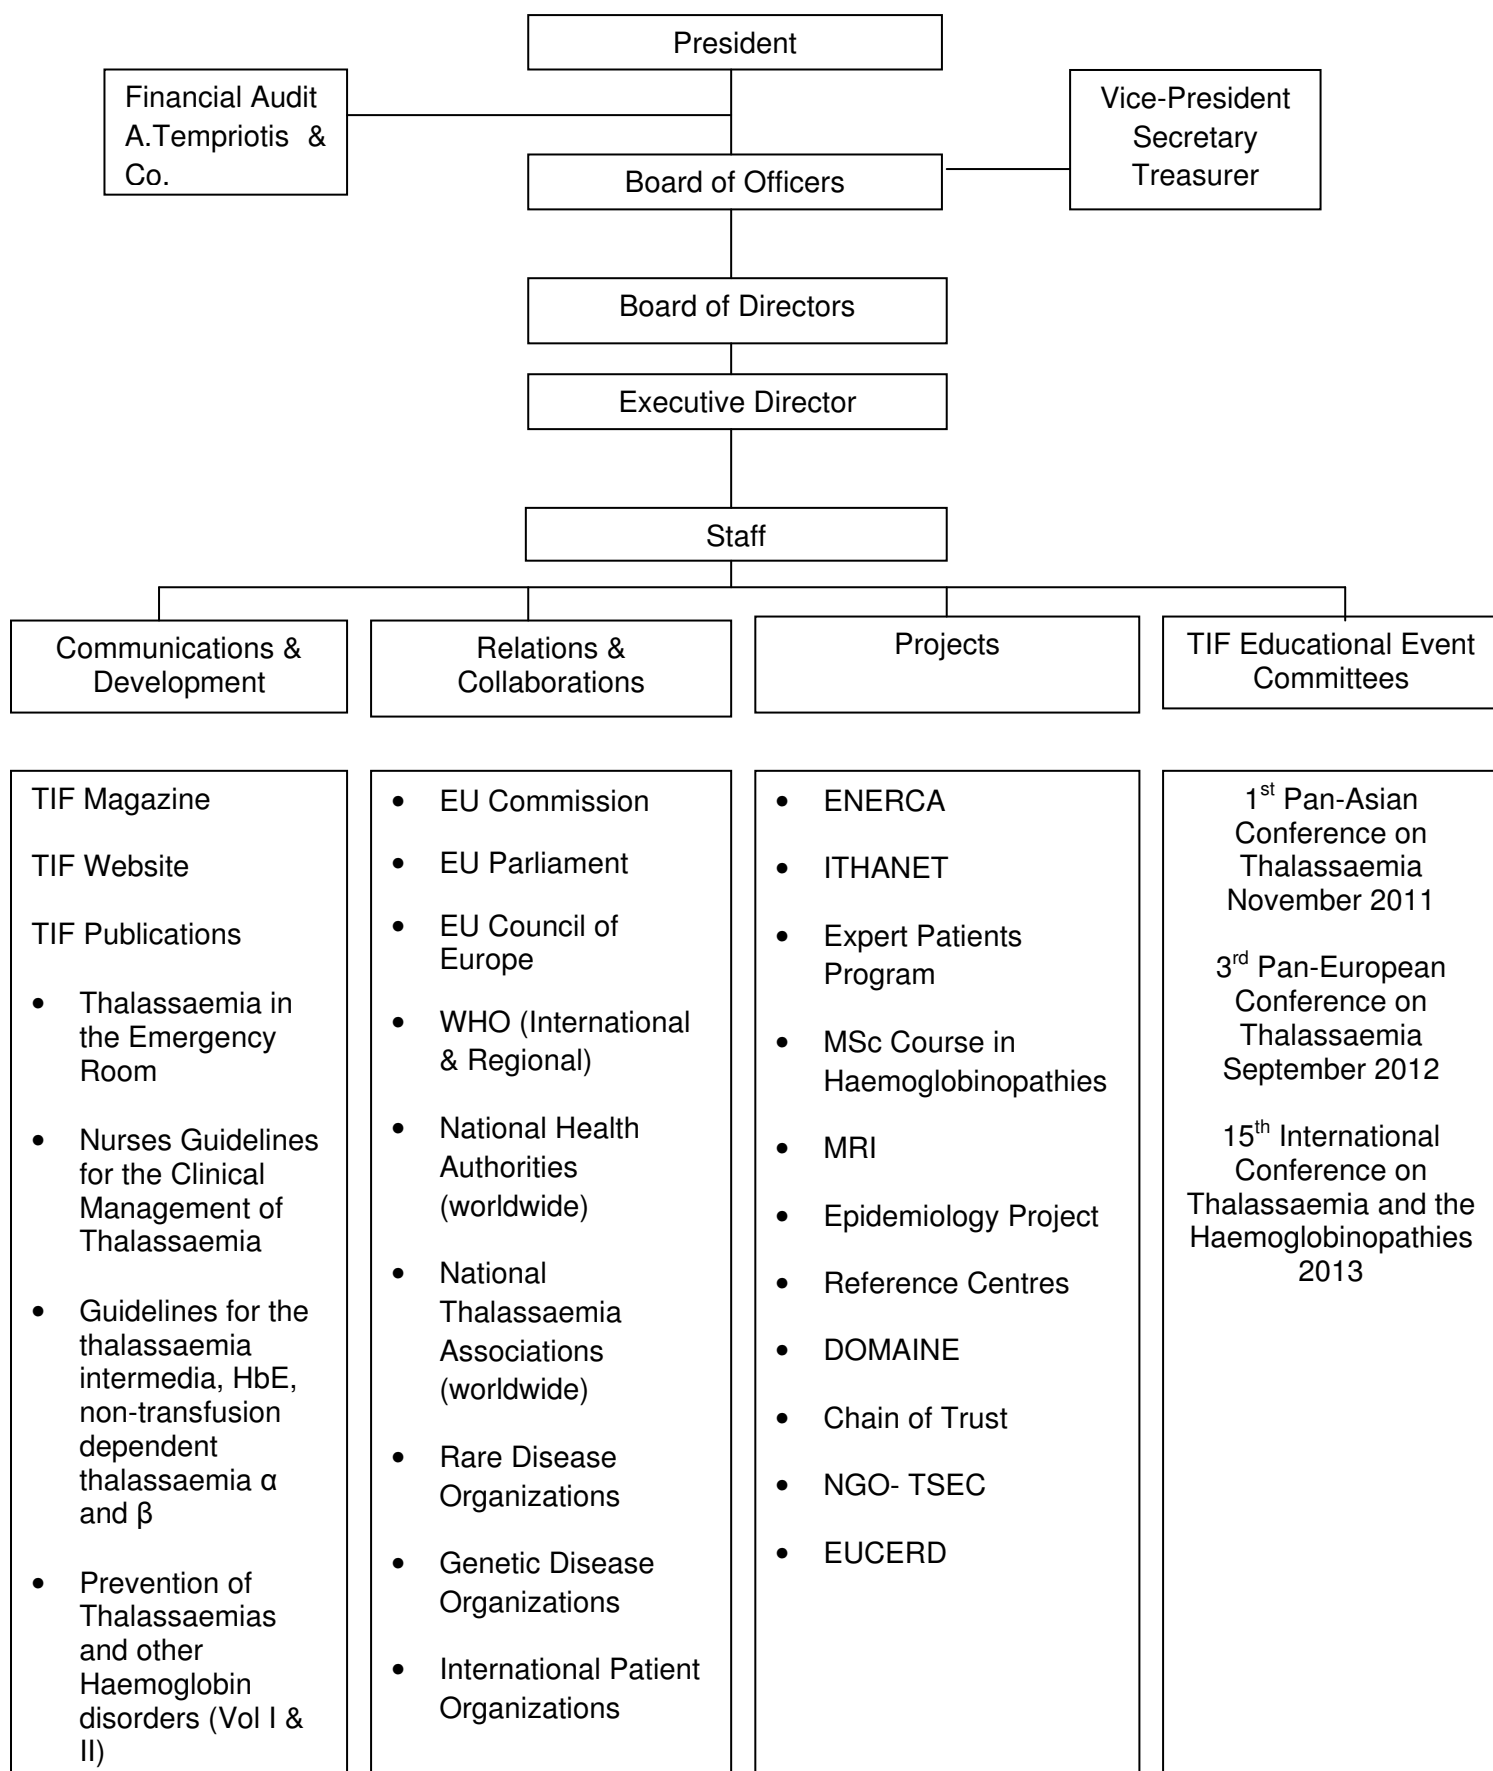 President
Financial Audit
A.Tempriotis & 
Co.
Vice-President
Secretary
Treasurer
Board of Officers
Board of Directors
Executive Director
Staff
Communications &
Development
Relations &
Collaborations
Projects
TIF Educational Event
Committees
TIF Magazine
TIF Website
TIF Publications
• Thalassaemia in
the Emergency
Room
• Nurses Guidelines
for the Clinical
Management of
Thalassaemia
• Guidelines for the
thalassaemia
intermedia, HbE,
non-transfusion
dependent
thalassaemia α
and β
• Prevention of
Thalassaemias
and other
Haemoglobin
disorders (Vol I &
II)
• EU Commission
• EU Parliament
• EU Council of
Europe
• WHO (International
& Regional)
• National Health
Authorities
(worldwide)
• National
Thalassaemia
Associations
(worldwide)
• Rare Disease
Organizations
• Genetic Disease
Organizations
• International Patient
Organizations
• ENERCA
• ITHANET
• Expert Patients
Program
• MSc Course in
Haemoglobinopathies
• MRI
• Epidemiology Project
• Reference Centres
• DOMAINE
• Chain of Trust
• NGO- TSEC
• EUCERD
1st Pan-Asian
Conference on
Thalassaemia
November 2011
3rd Pan-European
Conference on
Thalassaemia
September 2012
15th International
Conference on
Thalassaemia and the
Haemoglobinopathies
2013